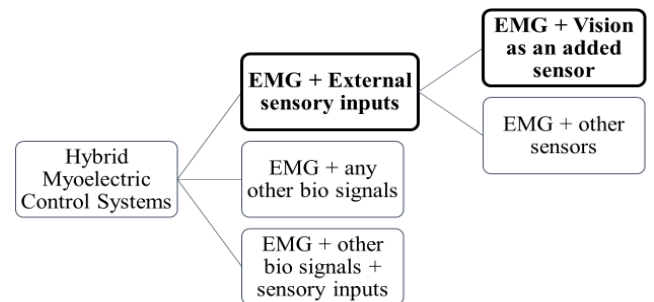 Hybrid
Myoelectric
Control Systems
EMG + External
sensory inputs
EMG + any
other bio signals
EMG + other
bio signals +
sensory inputs
EMG + Vision
as an added
sensor
EMG + other
sensors